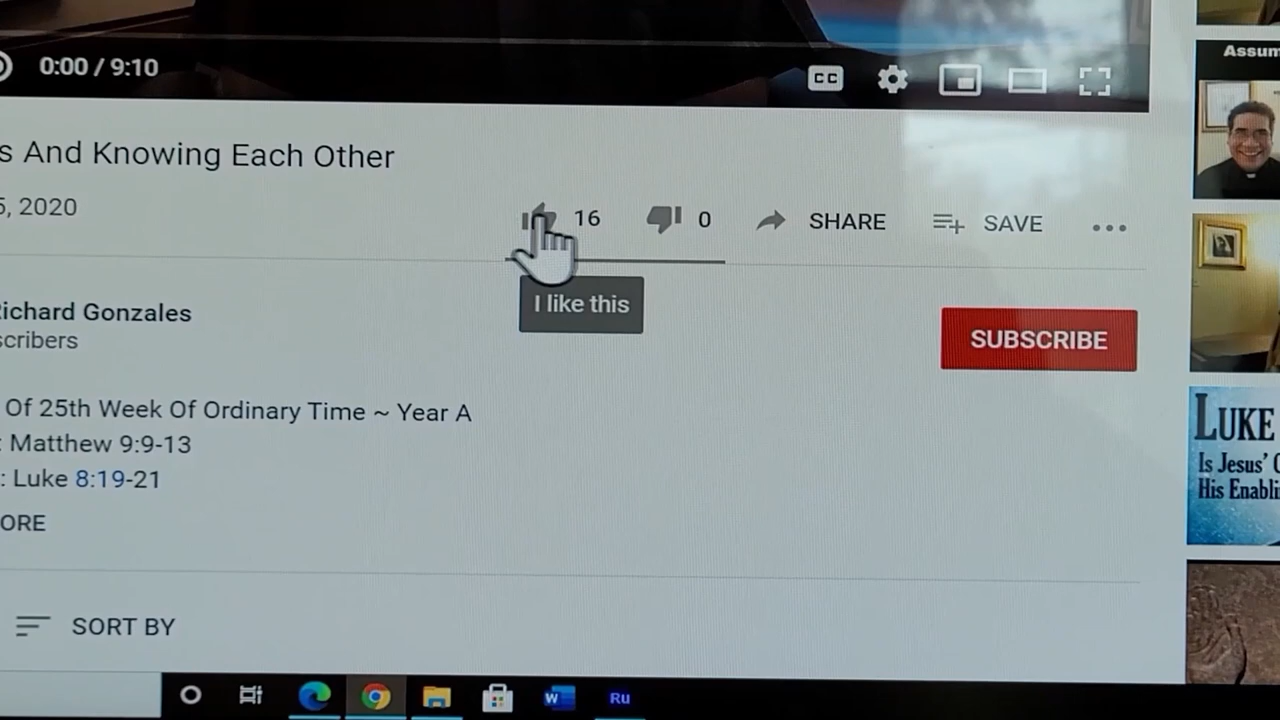 0:00 / 9:10
CC
Assum
s And Knowing Each Other
5, 2020
16
0
SHARE
SAVE
I like this
Richard Gonzales
scribers
SUBSCRIBE
Of 25th Week Of Ordinary Time ~ Year A
: Matthew 9:9-13
: Luke 8:19-21
ORE
LUKE
Is Jesus'
His Enabli
SORT BY
W
Ru